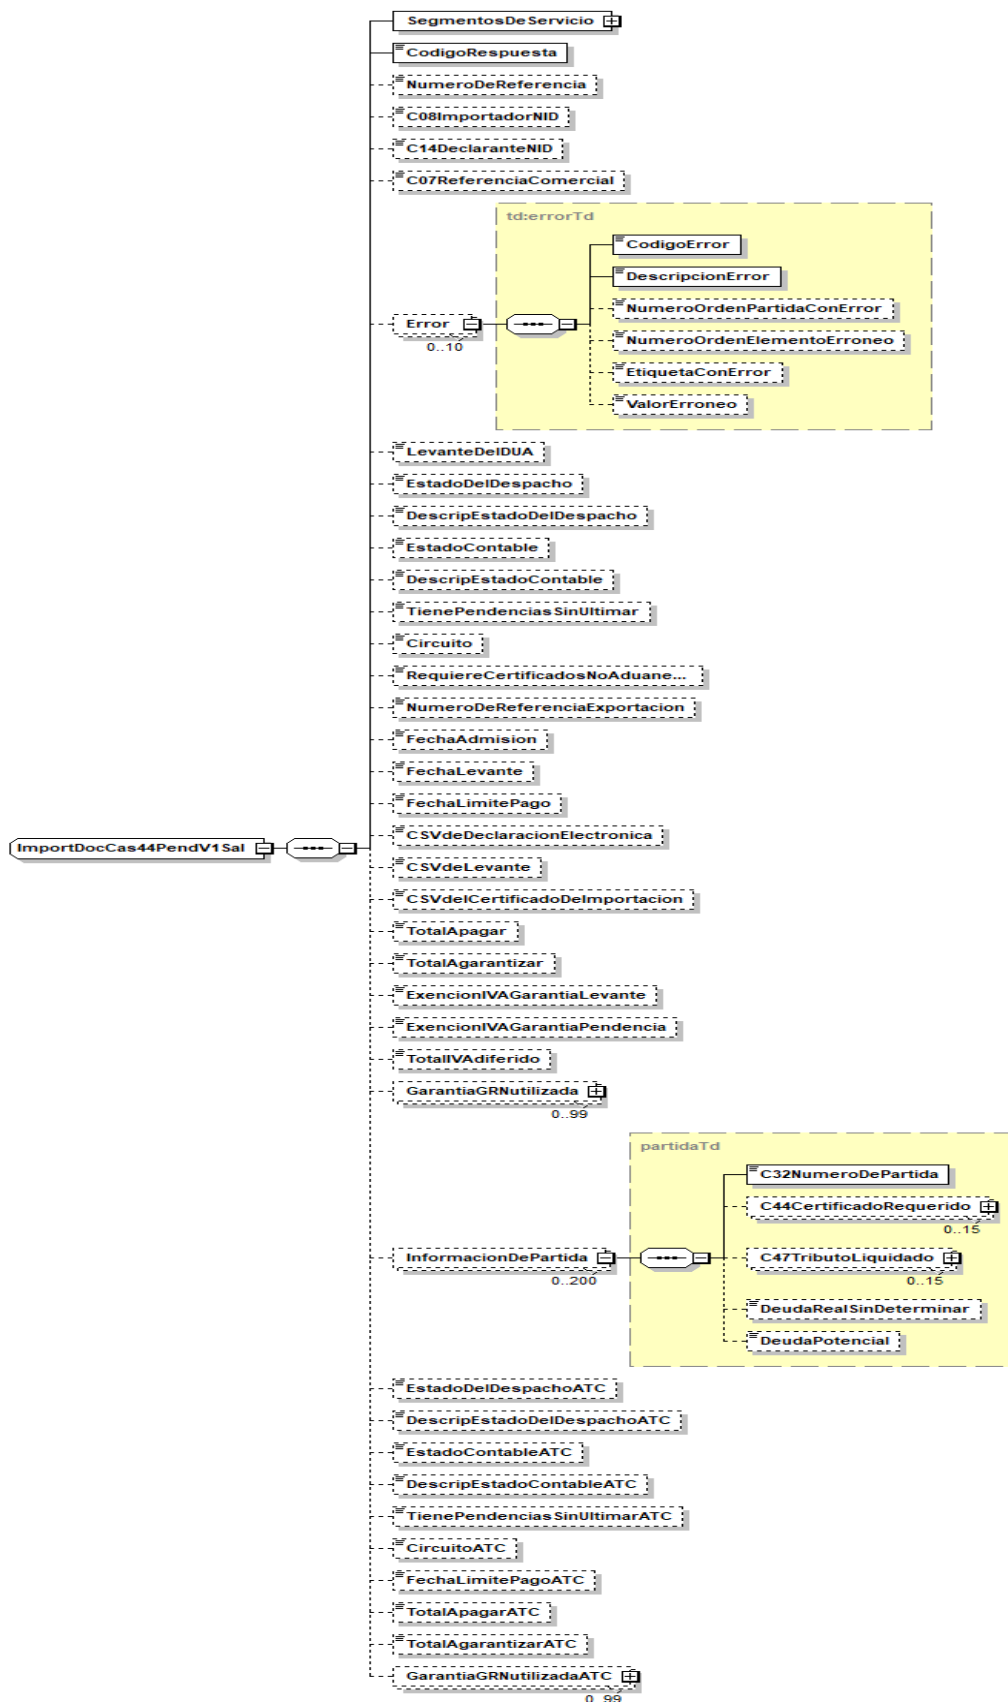 SegmentosDeServicio
CodigoRespuesta
NumeroDeReferencia
C08ImportadorNID
C14DeclaranteNID
C07ReferenciaComercial
td:errorTd
CodigoError
DescripcionError
NumeroOrdenPartidaConError
Error
0..10
NumeroOrdenElementoErroneo
EtiquetaConError
ValorErroneo
LevanteDelDUA
EstadoDelDespacho
DescripEstadoDelDespacho
EstadoContable
DescripEstadoContable
TienePendenciasSinUltimar
Circuito
RequiereCertificadosNoAduane...
NumeroDeReferenciaExportacion
FechaAdmision
FechaLevante
FechaLimitePago
CSVdeDeclaracionElectronica
ImportDocCas44PendV1Sal
CSVdeLevante
CSVdelCertificadoDeImportacion
TotalApagar
TotalAgarantizar
ExencionIVAGarantiaLevante
ExencionIVAGarantiaPendencia
TotalIVAdiferido
GarantiaGRNutilizada
0..99
partidaTd
C32NumeroDePartida
C44CertificadoRequerido
0..15
InformacionDePartida
0..200
C47TributoLiquidado
0..15
DeudaRealSinDeterminar
DeudaPotencial
EstadoDelDespachoATC
DescripEstadoDelDespachoATC
EstadoContableATC
DescripEstadoContableATC
TienePendenciasSinUltimarATC
CircuitoATC
FechaLimitePagoATC
TotalApagarATC
TotalAgarantizarATC
GarantiaGRNutilizadaATC
0..99